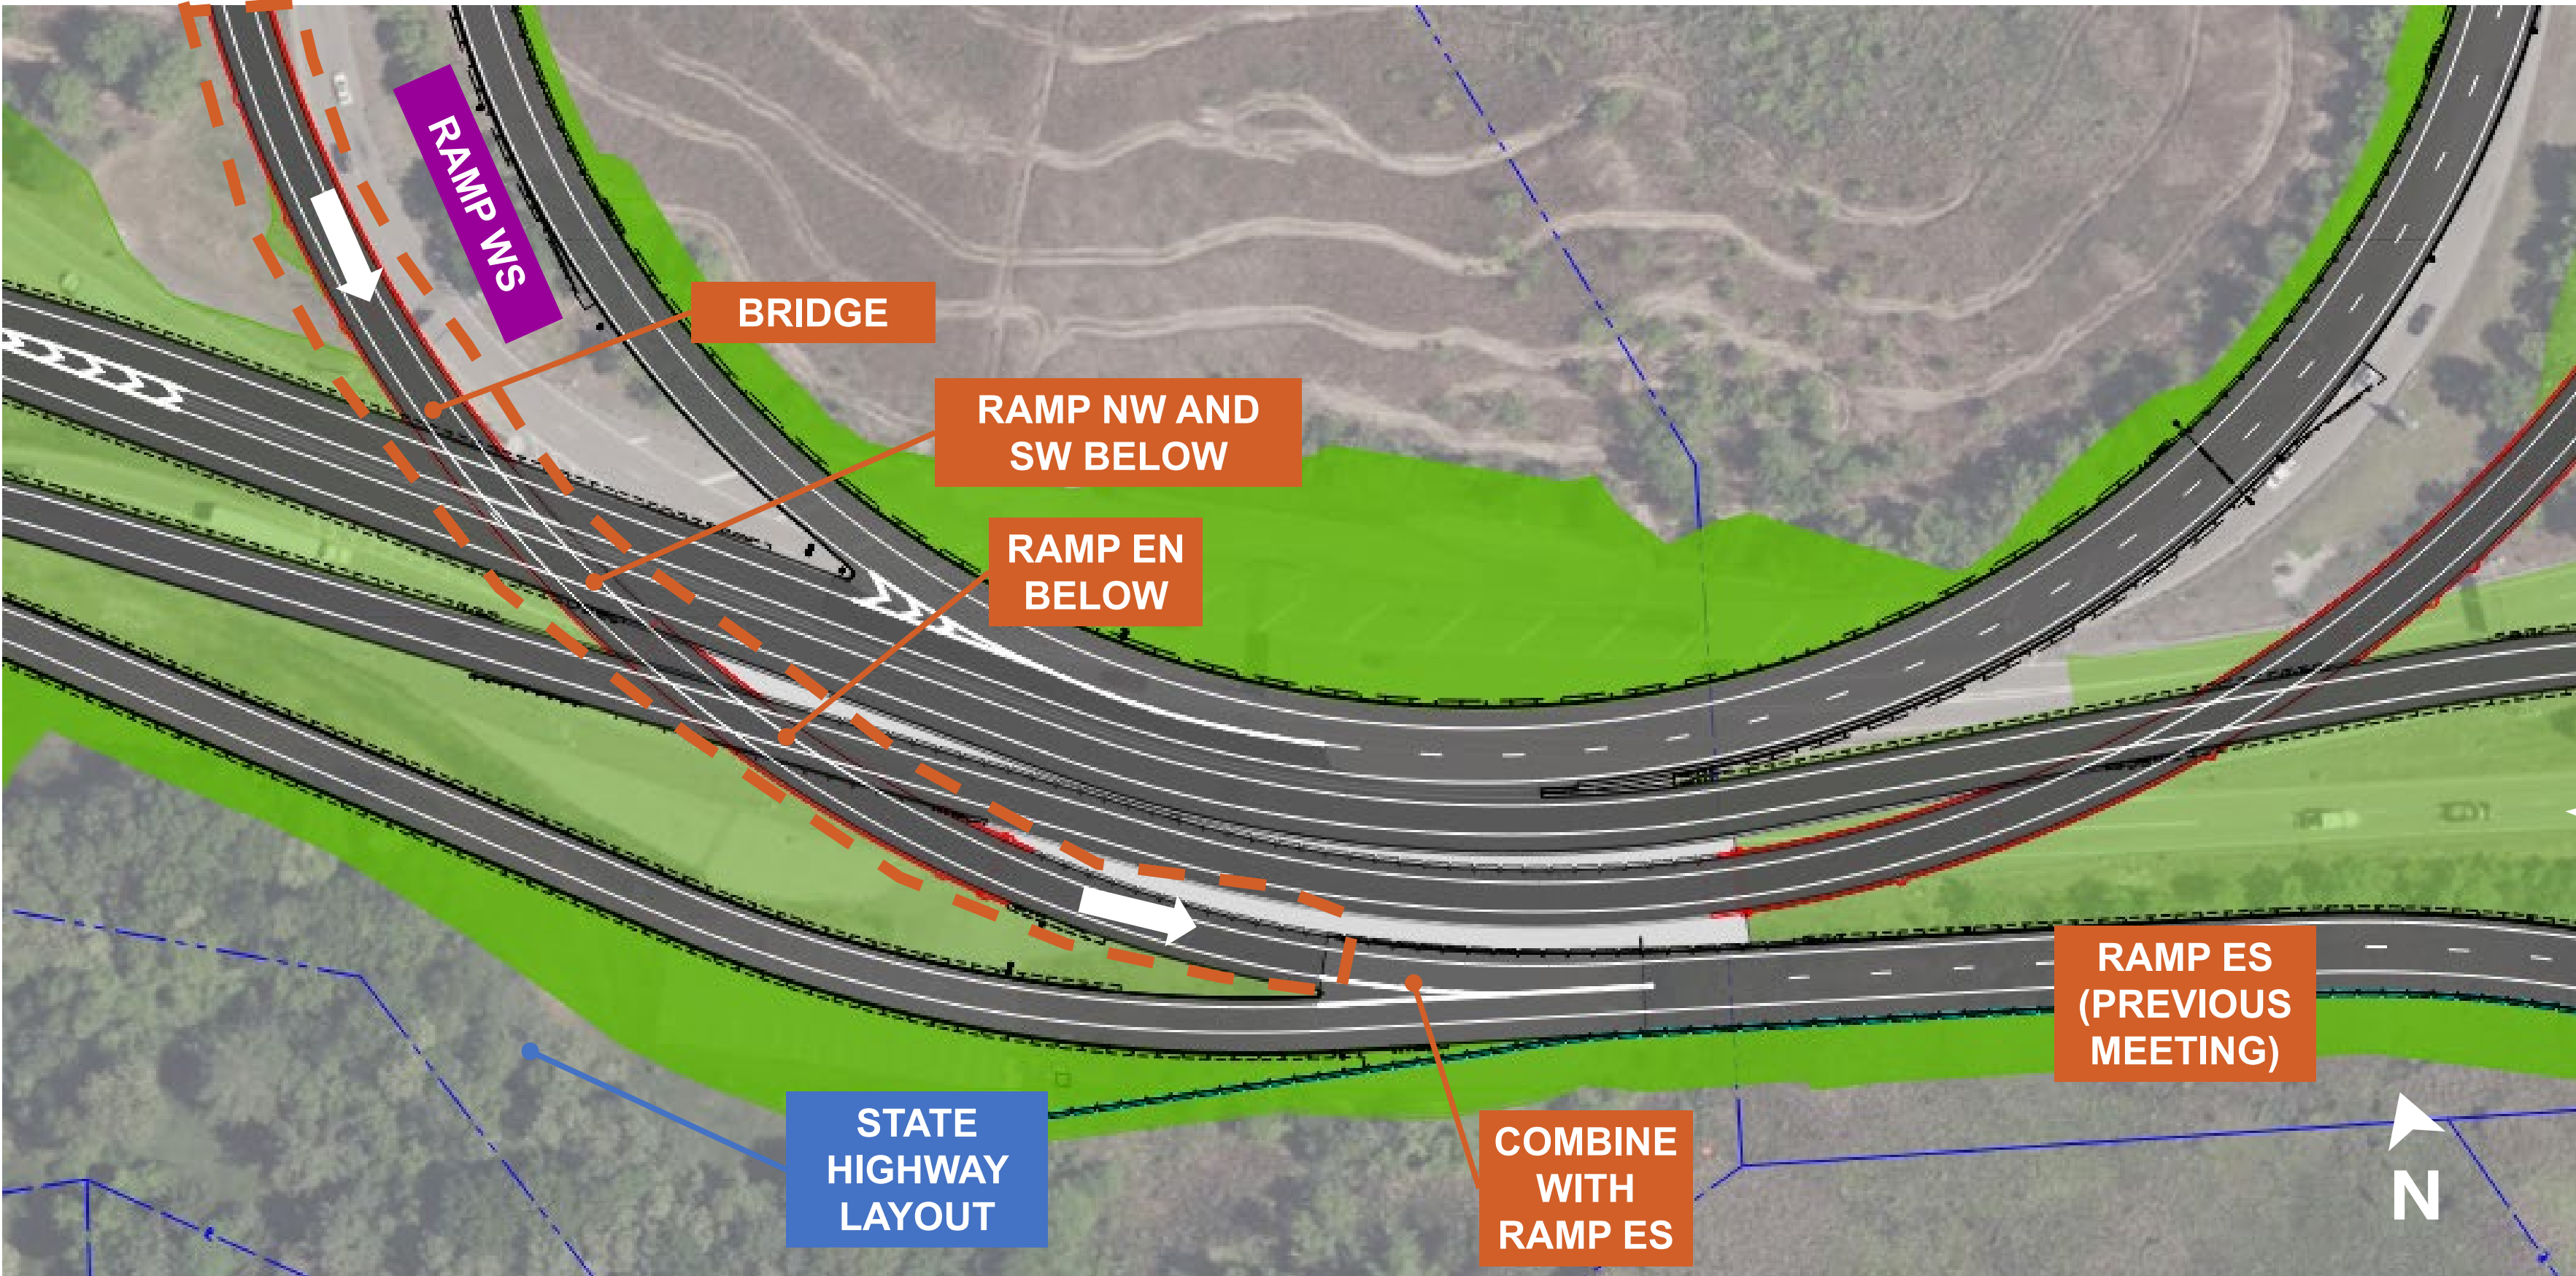 RAMP WS
BRIDGE
RAMP NW AND
SW BELOW
RAMP EN
BELOW
RAMP ES
(PREVIOUS
MEETING)
STATE
HIGHWAY
LAYOUT
COMBINE
WITH
RAMP ES
N